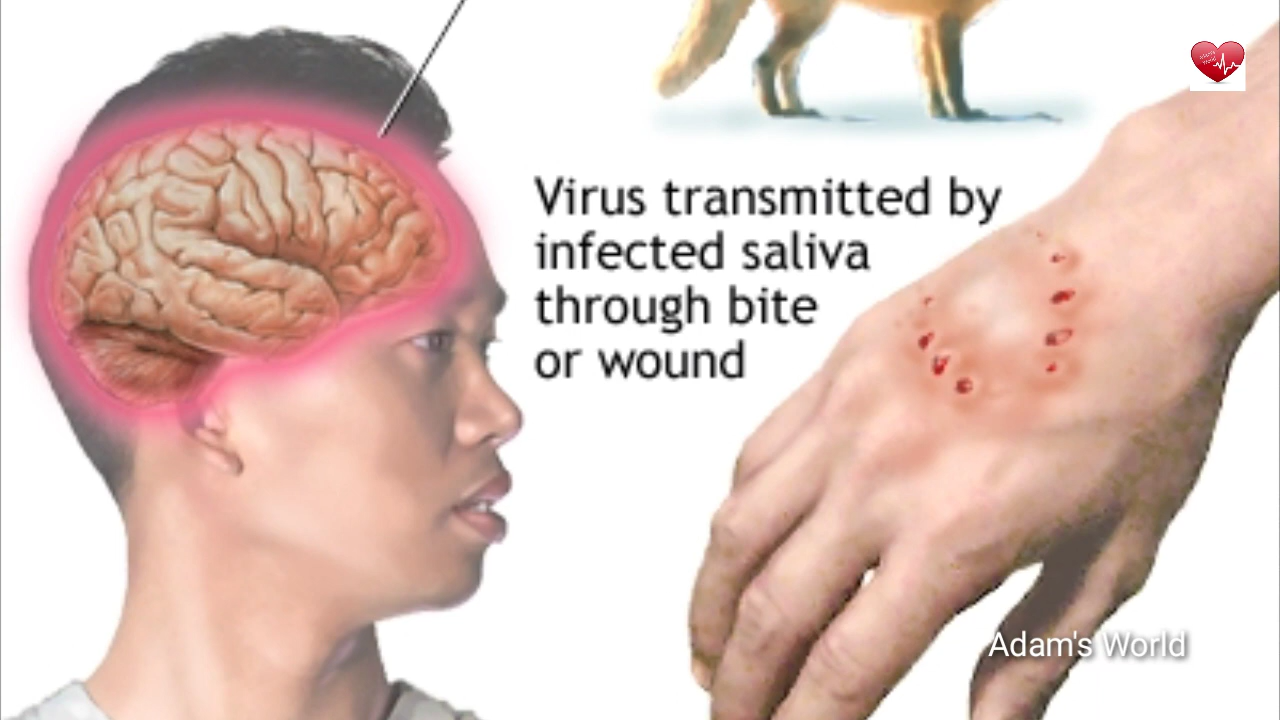 Virus transmitted by
infected saliva
through bite
or wound
Adam's World